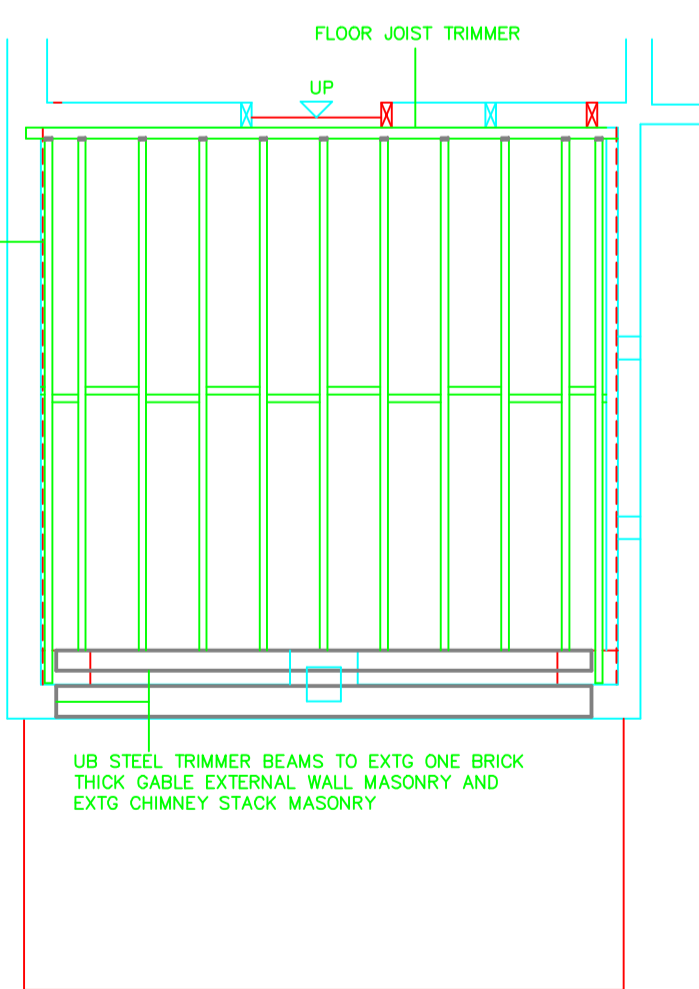 FLOOR JOIST TRIMMER
UP
UB STEEL TRIMMER BEAMS TO EXTG ONE BRICK
THICK GABLE EXTERNAL WALL MASONRY AND
EXTG CHIMNEY STACK MASONRY